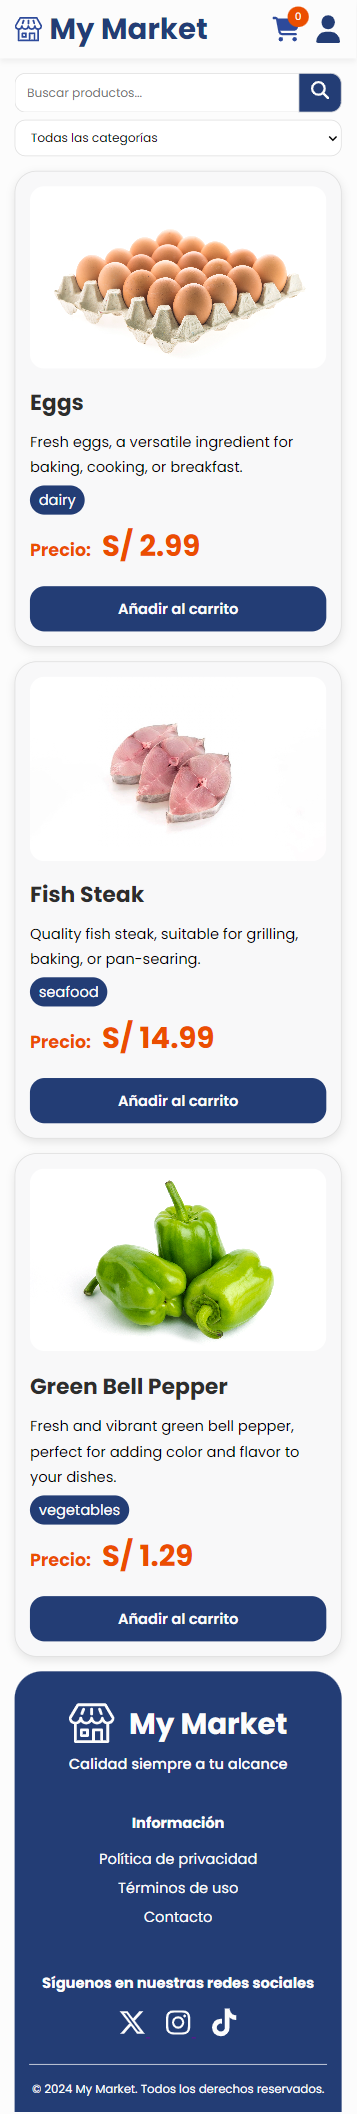 My Market
0
Buscar productos...
Todas las categorías
Eggs
Fresh eggs, a versatile ingredient for
baking, cooking, or breakfast.
dairy
Precio: S/ 2.99
Añadir al carrito
Fish Steak
Quality fish steak, suitable for grilling,
baking, or pan-searing.
seafood
Precio: S/ 14.99
Añadir al carrito
Green Bell Pepper
Fresh and vibrant green bell pepper,
perfect for adding color and flavor to
your dishes.
vegetables
Precio: S/ 1.29
Añadir al carrito
My Market
Calidad siempre a tu alcance
Información
Política de privacidad
Términos de uso
Contacto
Síguenos en nuestras redes sociales
© 2024 My Market. Todos los derechos reservados.